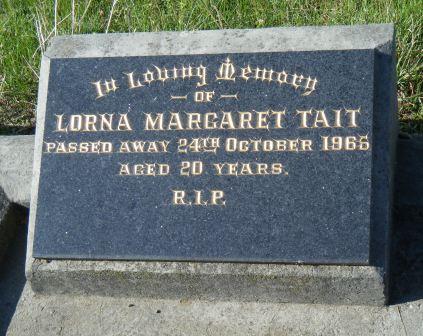 In Loving Memory
OF
LORNA MARGARET TAIT
PASSED AWAY 24TH OCTOBER 1965
AGED 20 YEARS.
R.I.P.